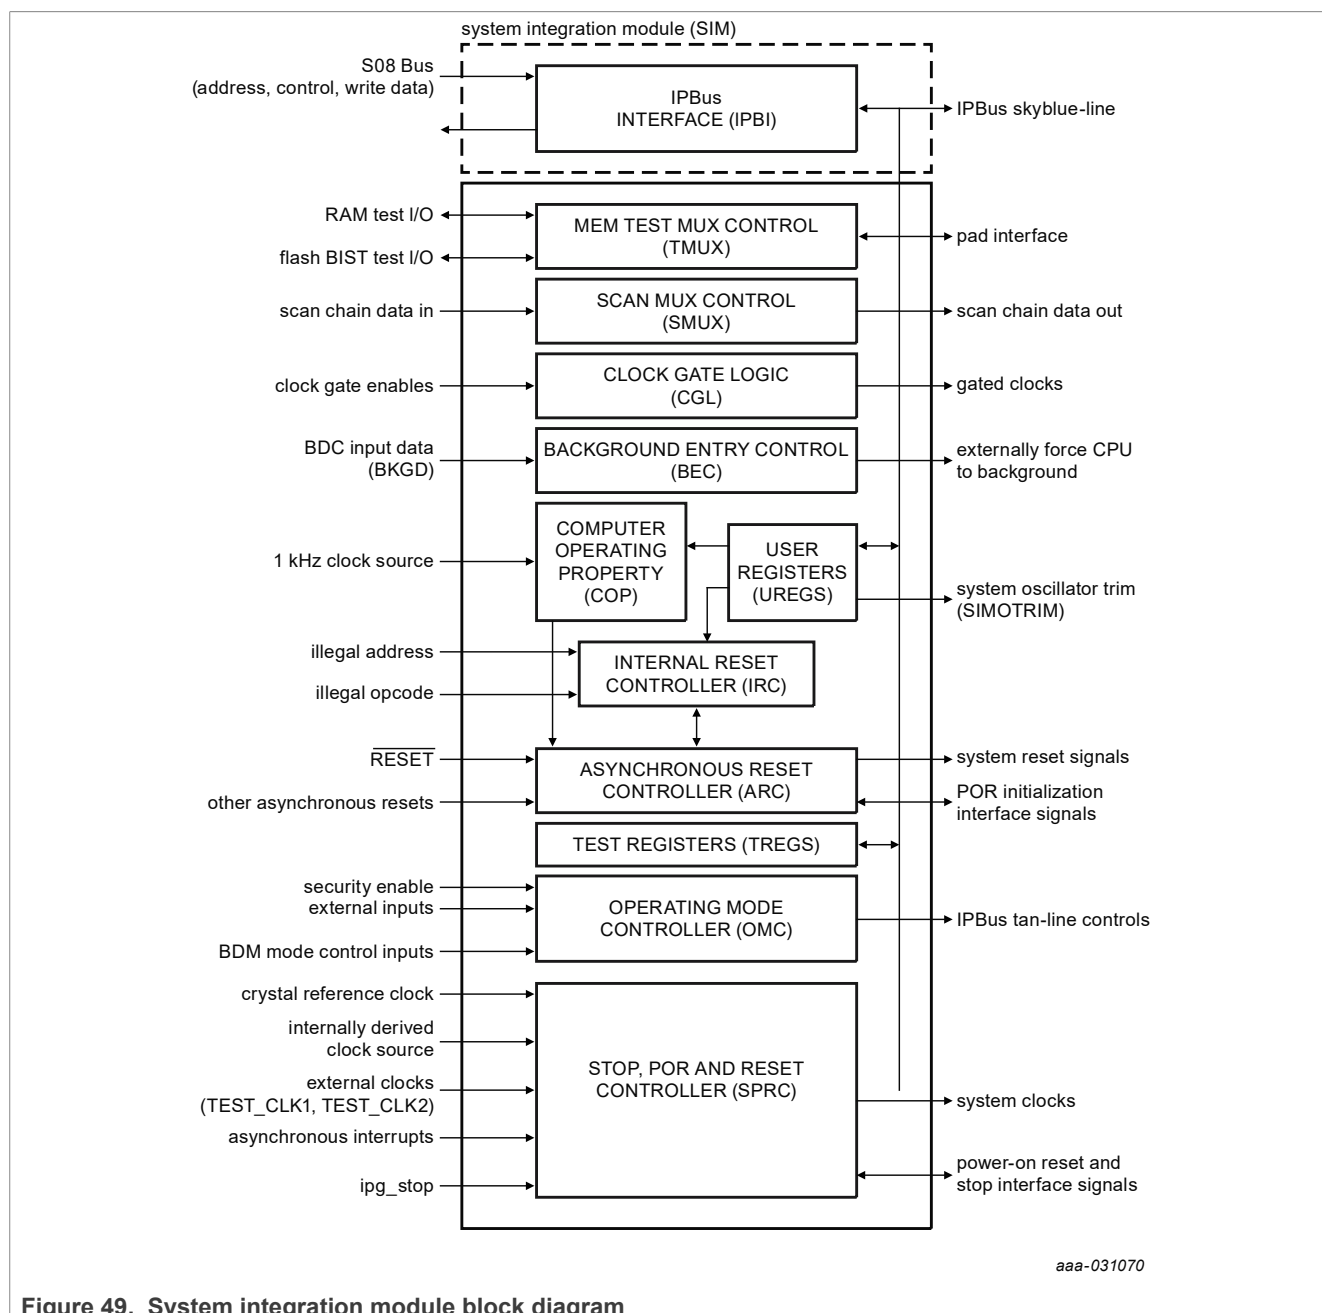 system integration module (SIM)
S08 Bus
(address, control, write data)
IPBus
INTERFACE (IPBI)
IPBus skyblue-line
RAM test I/O
flash BIST test I/O
MEM TEST MUX CONTROL
(TMUX)
pad interface
scan chain data in
SCAN MUX CONTROL
(SMUX)
scan chain data out
clock gate enables
CLOCK GATE LOGIC
(CGL)
gated clocks
BDC input data
(BKGD)
BACKGROUND ENTRY CONTROL
(BEC)
externally force CPU
to background
1 kHz clock source
COMPUTER
OPERATING
PROPERTY
(COP)
USER
REGISTERS
(UREGS)
system oscillator trim
(SIMOTRIM)
illegal address
illegal opcode
INTERNAL RESET
CONTROLLER (IRC)
RESET
other asynchronous resets
ASYNCHRONOUS RESET
CONTROLLER (ARC)
system reset signals
POR initialization
interface signals
TEST REGISTERS (TREGS)
security enable
external inputs
BDM mode control inputs
OPERATING MODE
CONTROLLER (OMC)
IPBus tan-line controls
crystal reference clock
internally derived
clock source
external clocks
(TEST_CLK1, TEST_CLK2)
asynchronous interrupts
ipg_stop
STOP, POR AND RESET
CONTROLLER (SPRC)
system clocks
power-on reset and
stop interface signals
aaa-031070
Figure 49. System integration module block diagram